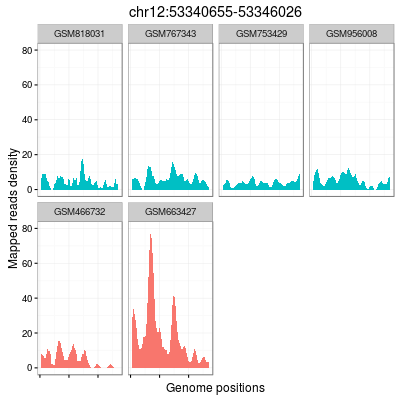 chr12:53340655-53346026
GSM818031 GSM767343 GSM753429 GSM956008
80
60
40
20
0
Mapped reads density
GSM466732 GSM663427
80
60
40
20
0
Genome positions